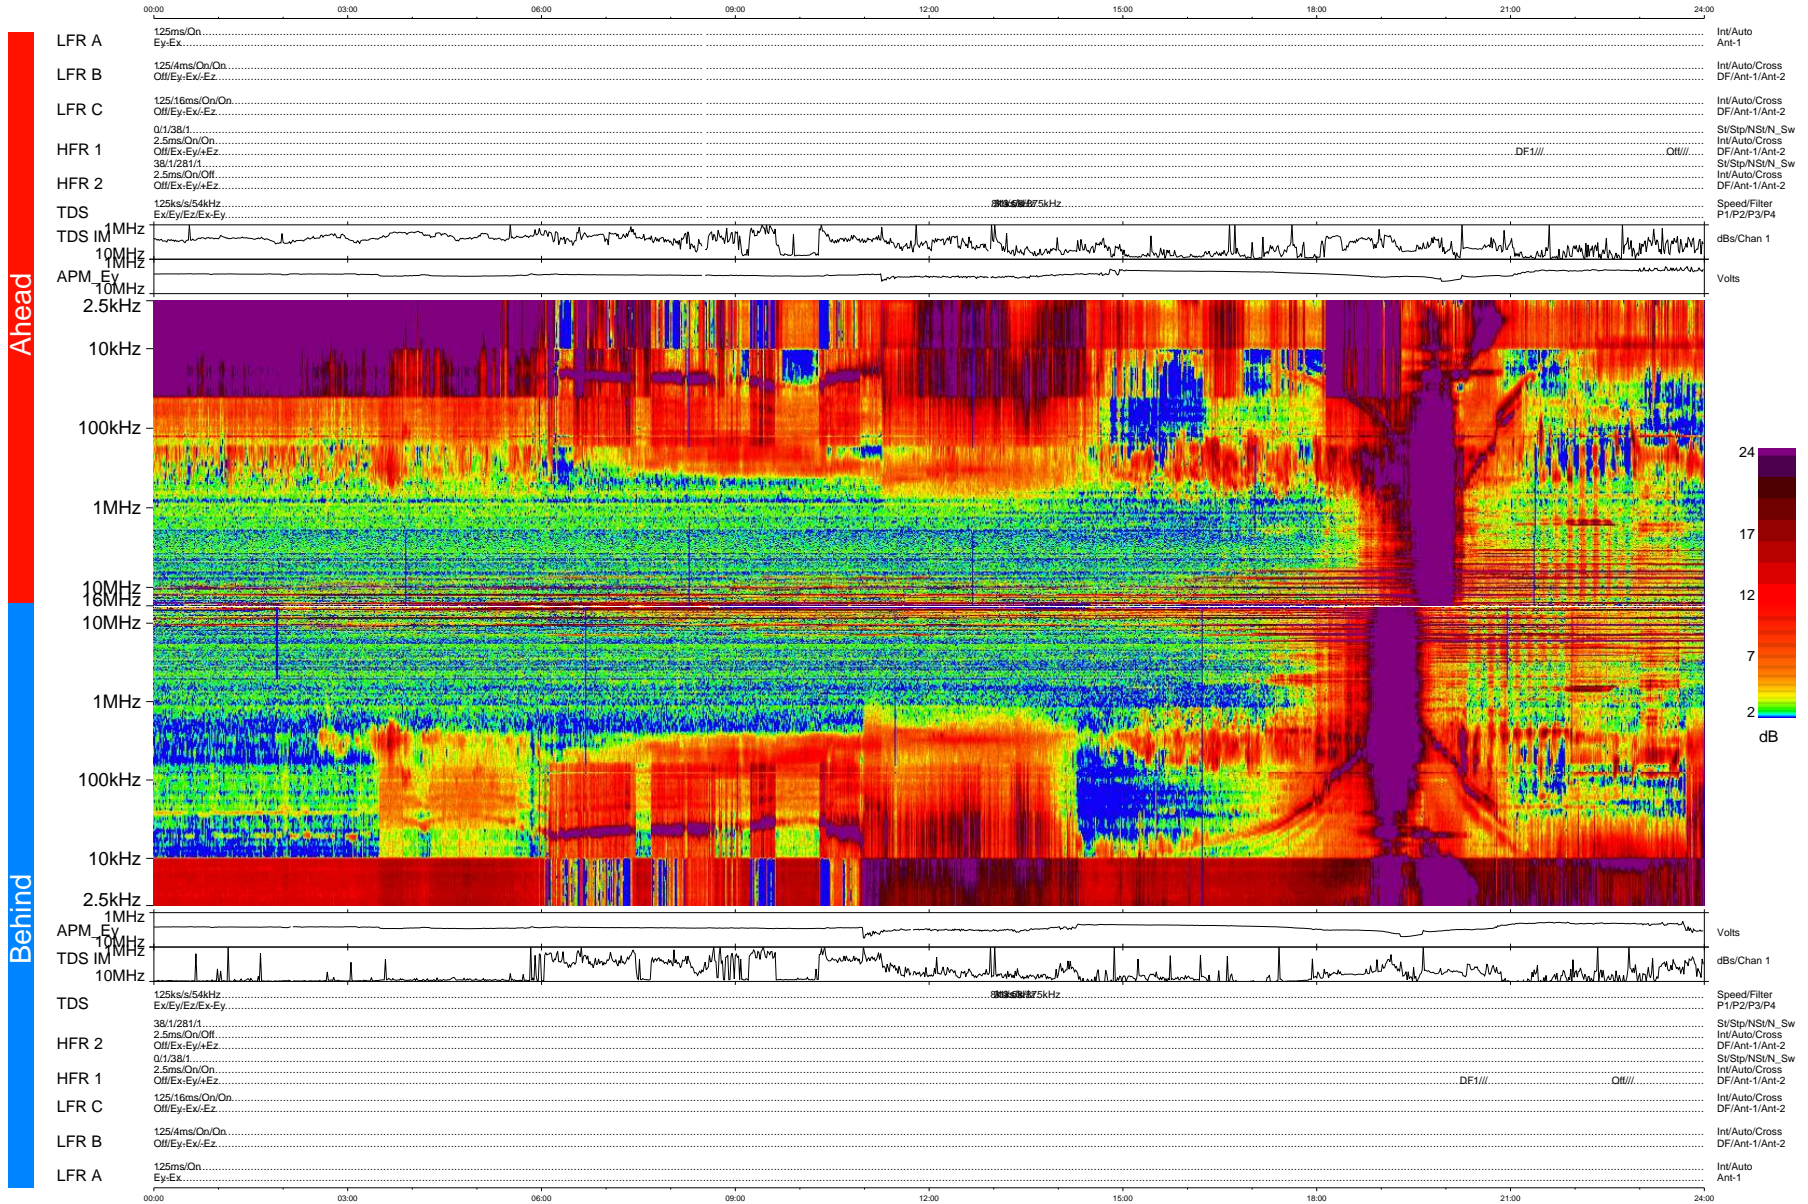 00:00 03:00 06:00 09:00 12:00 15:00 18:00 21:00 24:00
LFR A 125ms/On Int/Auto
Ey-Ex Ant-1
LFR B 125/4ms/On/On Int/Auto/Cross
Off/Ey-Ex/-Ez DF/Ant-1/Ant-2
LFR C 125/16ms/On/On Int/Auto/Cross
Off/Ey-Ex/-Ez DF/Ant-1/Ant-2
0/1/38/1 St/Stp/NSt/N_Sw
HFR 1 2.5ms/On/On Int/Auto/Cross
Off/Ex-Ey/+Ez DF1/// Off/// DF/Ant-1/Ant-2
38/1/281/1 St/Stp/NSt/N_Sw
HFR 2 2.5ms/On/Off Int/Auto/Cross
Off/Ex-Ey/+Ez DF/Ant-1/Ant-2
TDS 125ks/s/54kHz Speed/Filter
Ex/Ey/Ez/Ex-Ey P1/P2/P3/P4
1MHz
TDS IM dBs/Chan 1
10MHz
1MHz
APM_Ey Volts
10MHz
Ahead
2.5kHz
10kHz
100kHz
1MHz
10MHz
16MHz
10MHz
1MHz
100kHz
10kHz
2.5kHz
24
17
12
7
2
dB
Behind
1MHz
APM_Ey Volts
10MHz
1MHz
TDS IM dBs/Chan 1
10MHz
TDS 125ks/s/54kHz Speed/Filter
Ex/Ey/Ez/Ex-Ey P1/P2/P3/P4
38/1/281/1 St/Stp/NSt/N_Sw
HFR 2 2.5ms/On/Off Int/Auto/Cross
Off/Ex-Ey/+Ez DF/Ant-1/Ant-2
0/1/38/1 St/Stp/NSt/N_Sw
HFR 1 2.5ms/On/On Int/Auto/Cross
Off/Ex-Ey/+Ez DF1/// Off/// DF/Ant-1/Ant-2
LFR C 125/16ms/On/On Int/Auto/Cross
Off/Ey-Ex/-Ez DF/Ant-1/Ant-2
LFR B 125/4ms/On/On Int/Auto/Cross
Off/Ey-Ex/-Ez DF/Ant-1/Ant-2
LFR A 125ms/On Int/Auto
Ey-Ex Ant-1
00:00 03:00 06:00 09:00 12:00 15:00 18:00 21:00 24:00